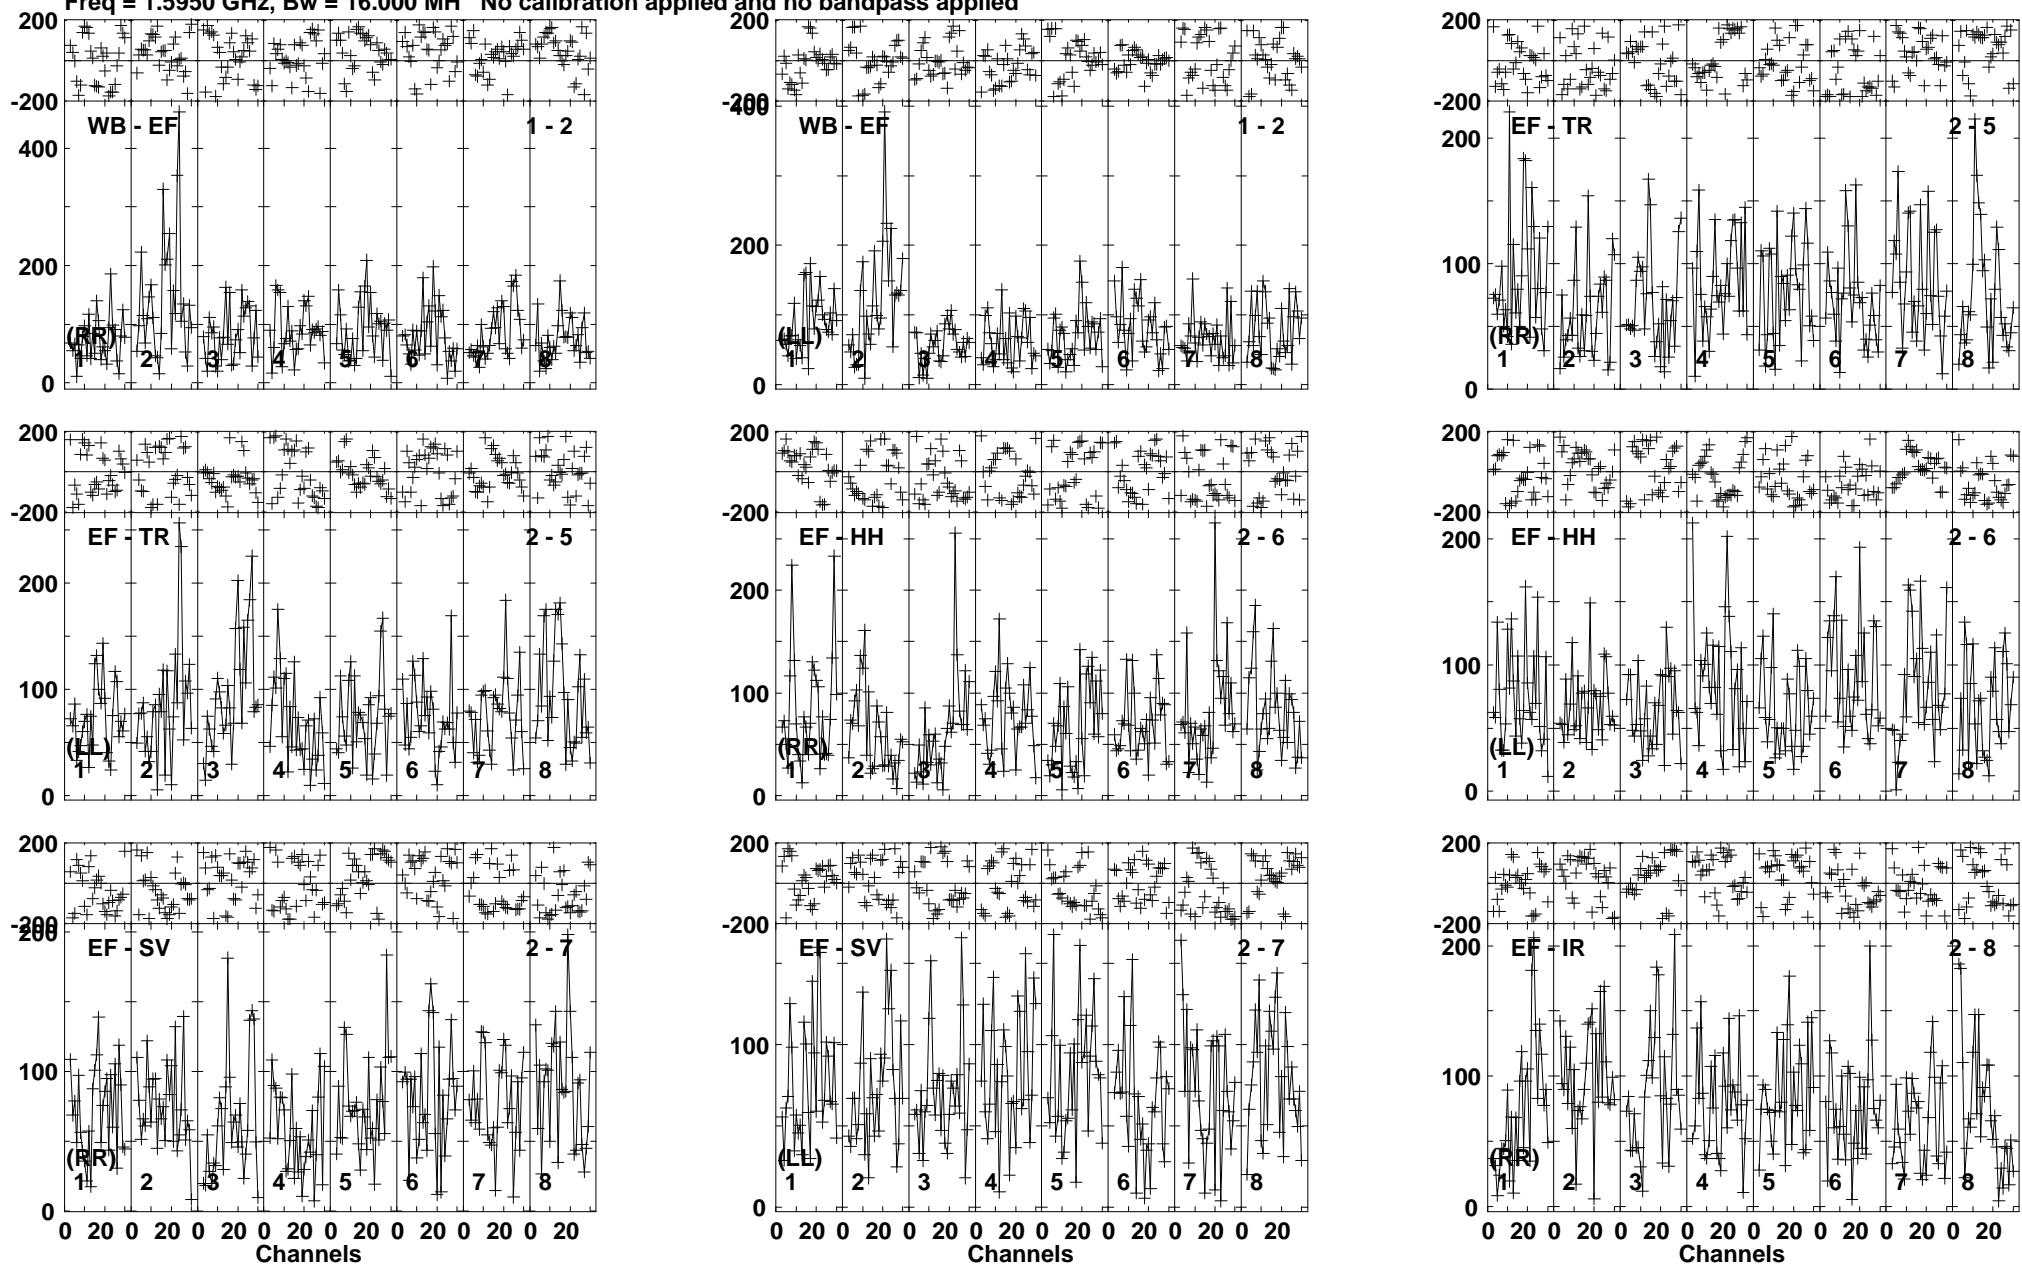 Freq = 1.5950 GHz, Bw = 16.000 MH No calibration applied and no bandpass applied
200 200 200
-200 -200 -200
400
WB - EF 1 - 2 WB - EF 1 - 2 EF - TR 2 - 5
400 200
200 200 100
(RR) (LL) (RR)
1 2 3 4 5 6 7 8 1 2 3 4 5 6 7 8 1 2 3 4 5 6 7 8
0 0 0
200 200 200
-200 -200 -200
EF - TR 2 - 5 EF - HH 2 - 6 EF - HH 2 - 6
200 200 200
100 100 100
(LL) (RR) (LL)
1 2 3 4 5 6 7 8 1 2 3 4 5 6 7 8 1 2 3 4 5 6 7 8
0 0 0
200 200 200
-200 -200 -200
200
EF - SV 2 - 7 EF - SV 2 - 7 EF - IR 2 - 8
200
100 100 100
(RR) (LL) (RR)
1 2 3 4 5 6 7 8 1 2 3 4 5 6 7 8 1 2 3 4 5 6 7 8
0 0 0
0 20 0 20 0 20 0 20 0 20 0 20 0 20 0 20 0 20 0 20 0 20 0 20 0 20 0 20 0 20 0 20 0 20 0 20 0 20 0 20 0 20 0 20 0 20 0 20
Channels Channels Channels